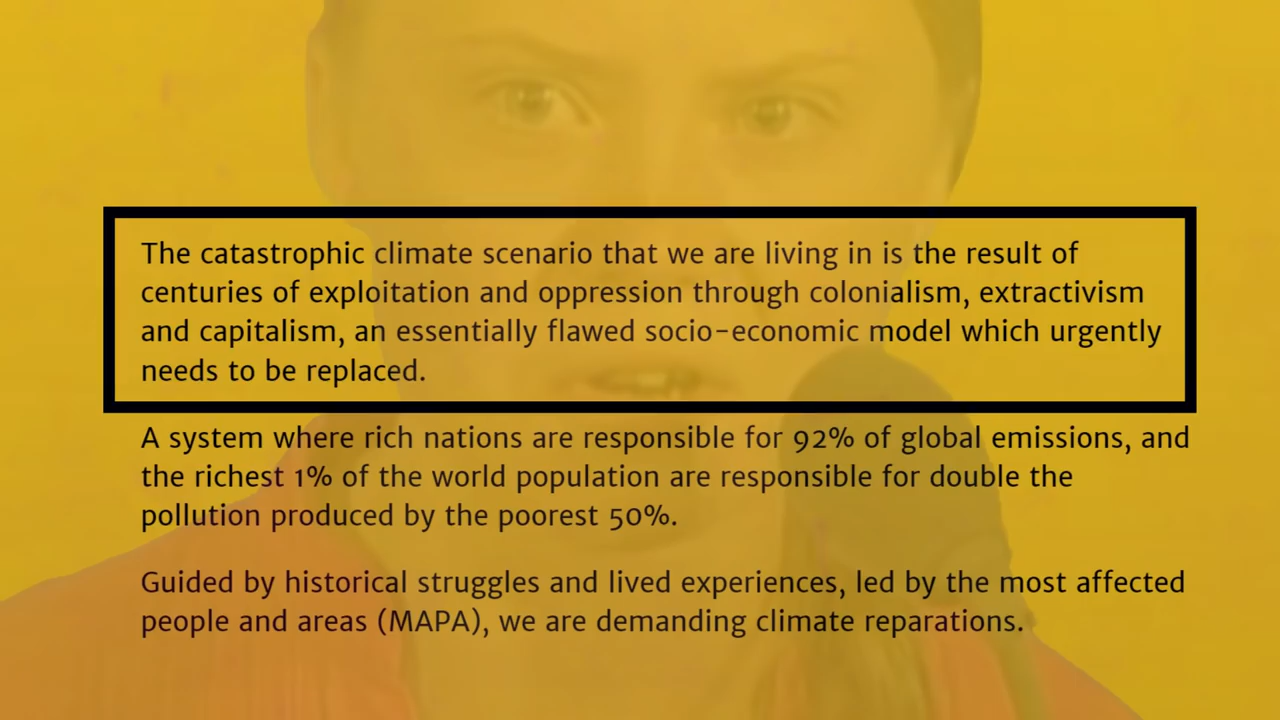 The catastrophic climate scenario that we are living in is the result of
centuries of exploitation and oppression through colonialism, extractivism
and capitalism, an essentially flawed socio-economic model which urgently
needs to be replaced.
A system where rich nations are responsible for 92% of global emissions, and
the richest 1% of the world population are responsible for double the
pollution produced by the poorest 50%.
Guided by historical struggles and lived experiences, led by the most affected
people and areas (MAPA), we are demanding climate reparations.